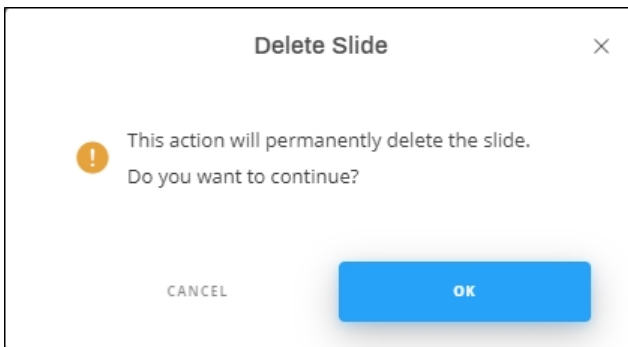 Delete Slide
This action will permanently delete the slide.
Do you want to continue?
CANCEL
OK